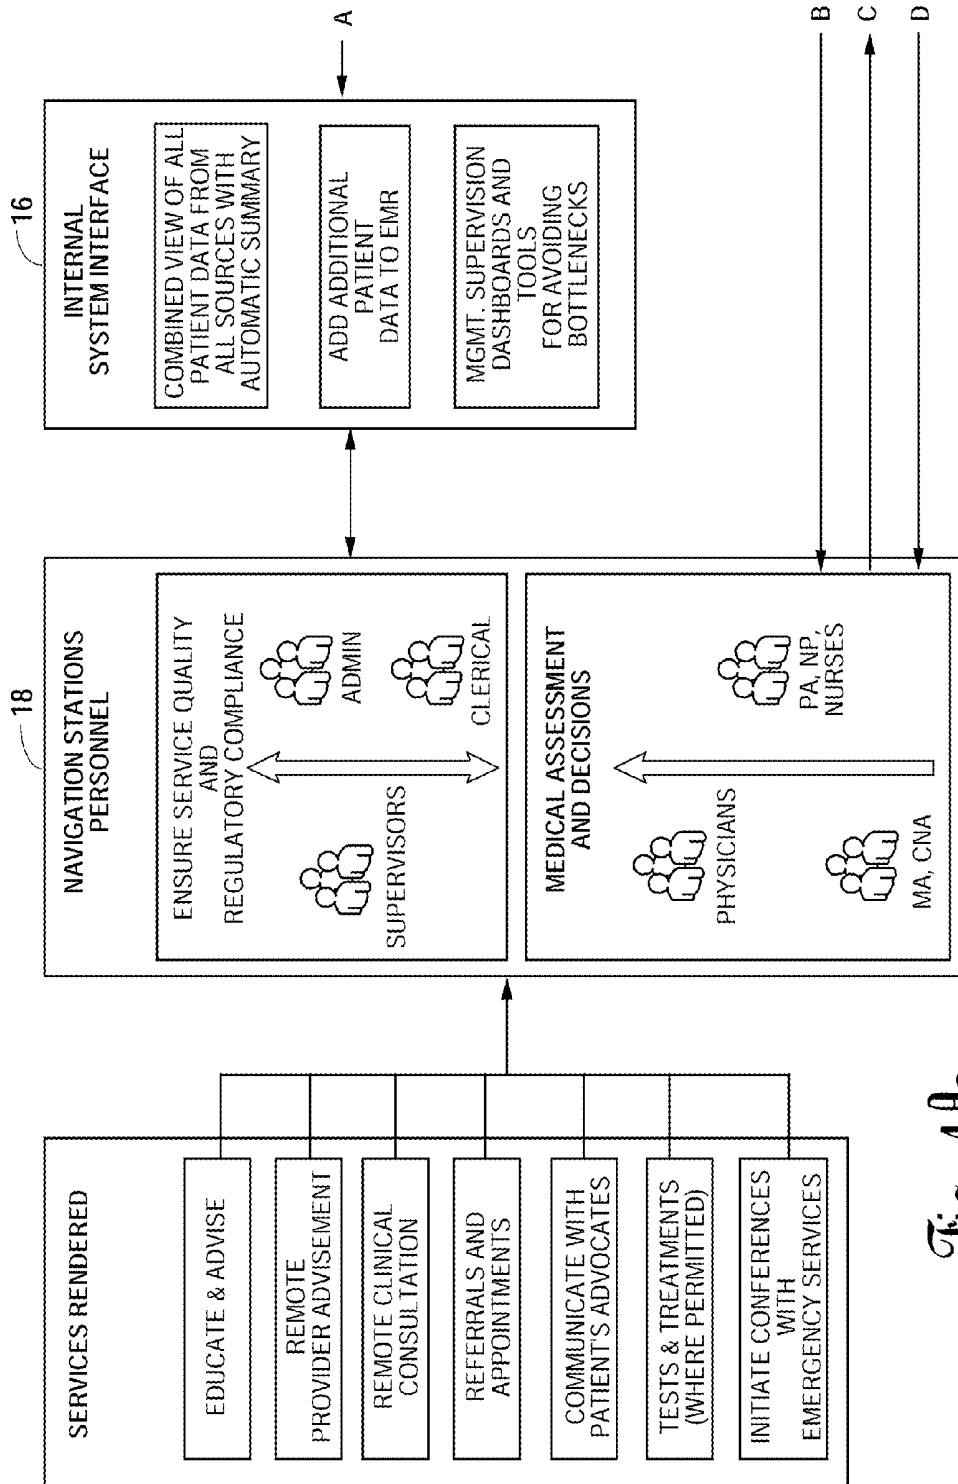 SERVICES RENDERED
EDUCATE & ADVISE
REMOTE
PROVIDER ADVISEMENT
REMOTE CLINICAL
CONSULTATION
REFERRALS AND
APPOINTMENTS
COMMUNICATE WITH
PATIENT'S ADVOCATES
TESTS & TREATMENTS
(WHERE PERMITTED)
INITIATE CONFERENCES
WITH
EMERGENCY SERVICES
18
NAVIGATION STATIONS
PERSONNEL
ENSURE SERVICE QUALITY
AND
REGULATORY COMPLIANCE
SUPERVISORS
ADMIN
CLERICAL
MEDICAL ASSESSMENT
AND DECISIONS
PHYSICIANS
PA, NP,
NURSES
MA, CNA
16
INTERNAL
SYSTEM INTERFACE
COMBINED VIEW OF ALL
PATIENT DATA FROM
ALL SOURCES WITH
AUTOMATIC SUMMARY
ADD ADDITIONAL
PATIENT
DATA TO EMR
MGMT. SUPERVISION
DASHBOARDS AND
TOOLS
FOR AVOIDING
BOTTLENECKS
A
B
C
D